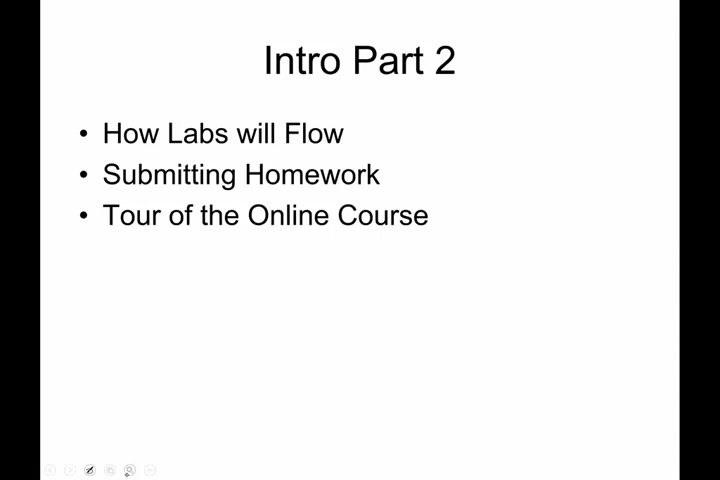 Intro Part 2
• How Labs will Flow
• Submitting Homework
• Tour of the Online Course